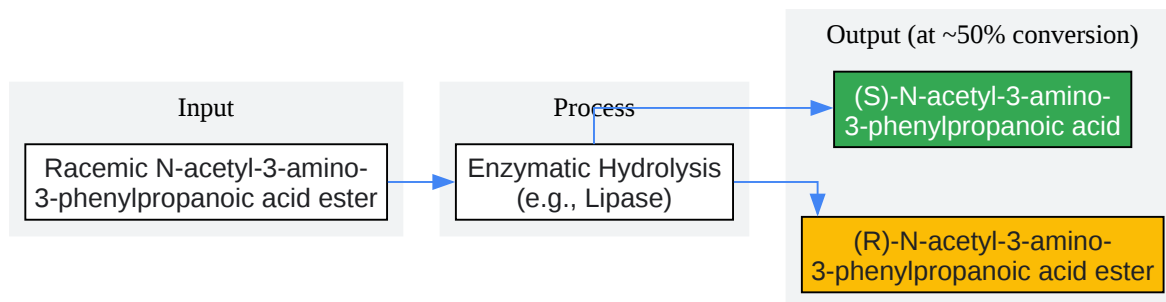 Input
Racemic N-acetyl-3-amino-
3-phenylpropanoic acid ester
Process
Enzymatic Hydrolysis
(e.g., Lipase)
Output (at ~50% conversion)
(S)-N-acetyl-3-amino-
3-phenylpropanoic acid
(R)-N-acetyl-3-amino-
3-phenylpropanoic acid ester